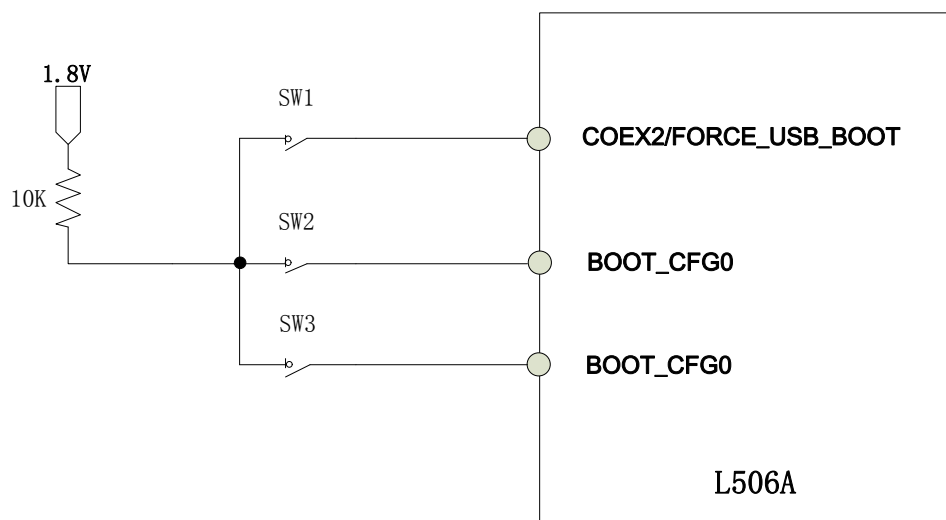 1.8V
SW1
COEX2/FORCE_USB_BOOT
10K
SW2
BOOT_CFG0
SW3
BOOT_CFG0
L506A